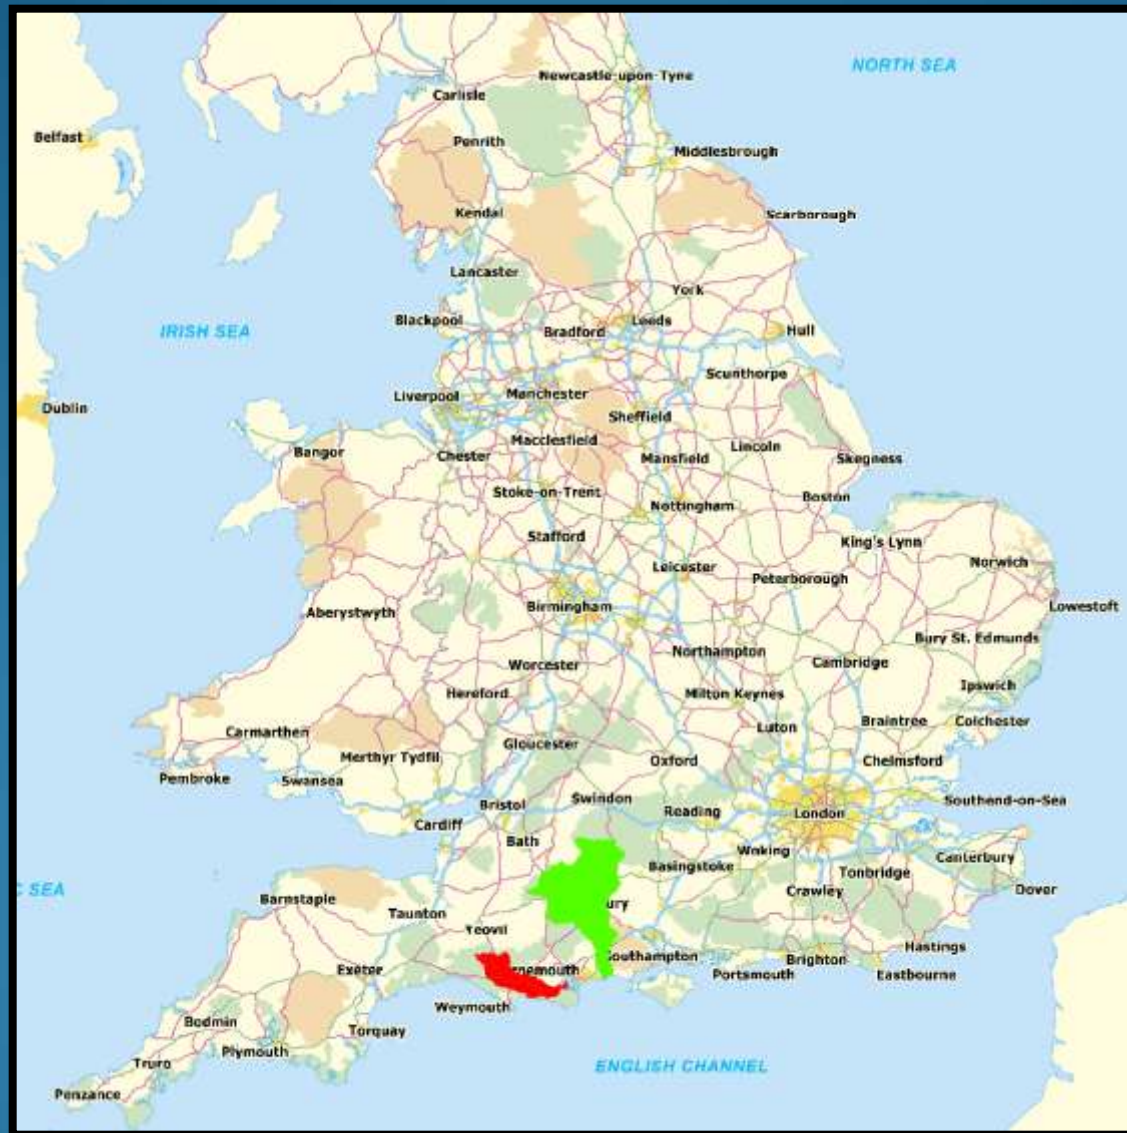 NORTH SEA
Newcastle-upon-Tyne
Carlisle
Belfast
Penrith
Middlesbrough
Kendal
Scarborough
Lancaster
York
Blackpool
Leeds
IRISH SEA
Bradford
Hull
Scunthorpe
Liverpool
Manchester
Dublin
Sheffield
Macclesfield
Lincoln
Bangor
Chester
Mansfield
Skegness
Stoke-on-Trent
Boston
Nottingham
Stafford
King's Lynn
Norwich
Leicester
Peterborough
Birmingham
Lowestoft
Aberystwyth
Bury St. Edmunds
Northampton
Cambridge
Worcester
Ipswich
Hereford
Milton Keynes
Carmarthen
Luton
Braintree
Colchester
Gloucester
Merthyr Tydfil
Oxford
Chelmsford
Pembroke
Swansea
Swindon
Southend-on-Sea
Bristol
Reading
London
Cardiff
Bath
Woking
Canterbury
Basingstoke
Tonbridge
C SEA
Crawley
Dover
Barnstaple
ury
Taunton
Yeovil
Hastings
outhampton
Brighton
Exeter
rnemouth
Portsmouth
Eastbourne
Weymouth
Bodmin
Torquay
Plymouth
Truro
ENGLISH CHANNEL
Penzance